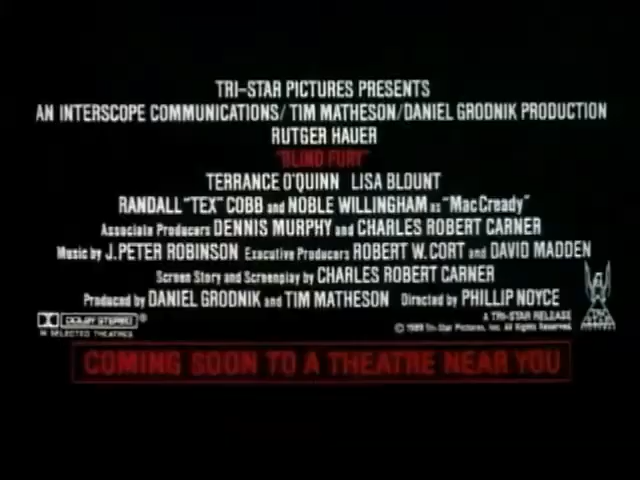 TRI-STAR PICTURES PRESENTS
AN INTERSCOPE COMMUNICATIONS/TIM MATHESON/DANIEL GRODNIK PRODUCTION
RUTGER HAUER
"BLIND FURY"
TERRANCE O'QUINN LISA BLOUNT
RANDALL "TEX" COBB and NOBLE WILLINGHAM as "MacCready"
Associate Producers DENNIS MURPHY and CHARLES ROBERT CARNER
Music by J. PETER ROBINSON Executive Producers ROBERT W. CORT and DAVID MADDEN
Screen Story and Screenplay by CHARLES ROBERT CARNER
Produced by DANIEL GRODNIK and TIM MATHESON Directed by PHILLIP NOYCE
DOLBY STEREO ®
IN SELECTED THEATRES
A TRI-STAR RELEASE
© 1989 Tri-Star Pictures, Inc. All Rights Reserved.
COMING SOON TO A THEATRE NEAR YOU